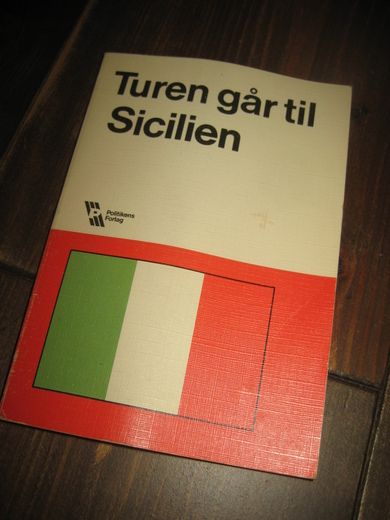 Turen går til
Sicilien
Politikens
Forlag